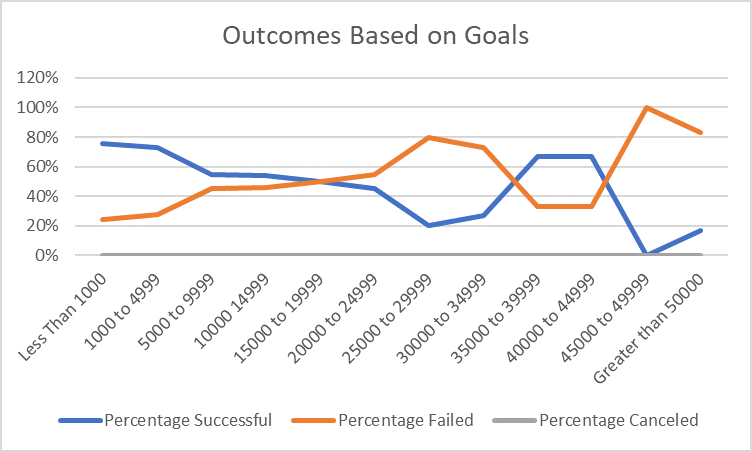 Outcomes Based on Goals
120%
100%
80%
60%
40%
20%
0%
Less Than 1000
1000 to 4999
5000 to 9999
10000 14999
15000 to 19999
20000 to 24999
25000 to 29999
30000 to 34999
35000 to 39999
40000 to 44999
45000 to 49999
Greater than 50000
Percentage Successful Percentage Failed Percentage Canceled